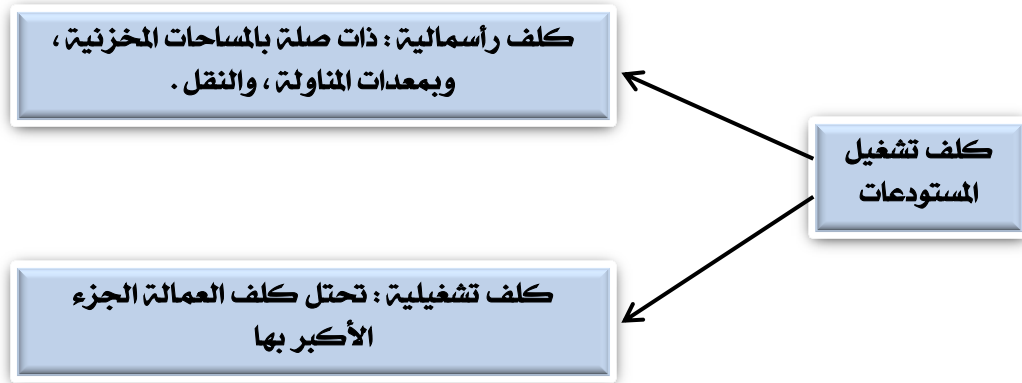 كلف تشغيل
المستودعات
كلف رأسمالية : ذات صلة بالمساحات المخزنية ،
وبمعدات المناولة ، والنقل .
كلف تشغيلية : تحتل كلف العمالة الجزء
الأكبر بها